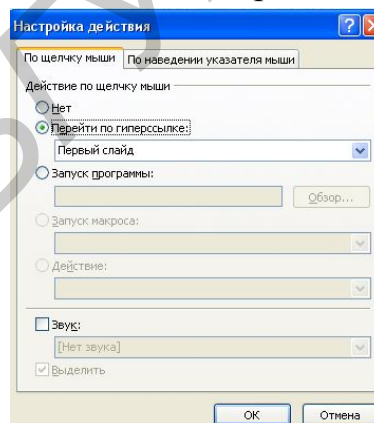 Настройка действия
По щелчку мыши По наведении указателя мыши
Действие по щелчку мыши
Нет
Перейти по гиперссылке:
Первый слайд
Запуск программы:
Обзор...
Запуск макроса:
Действие:
Звук:
[Нет звука]
Выделить
ОК Отмена